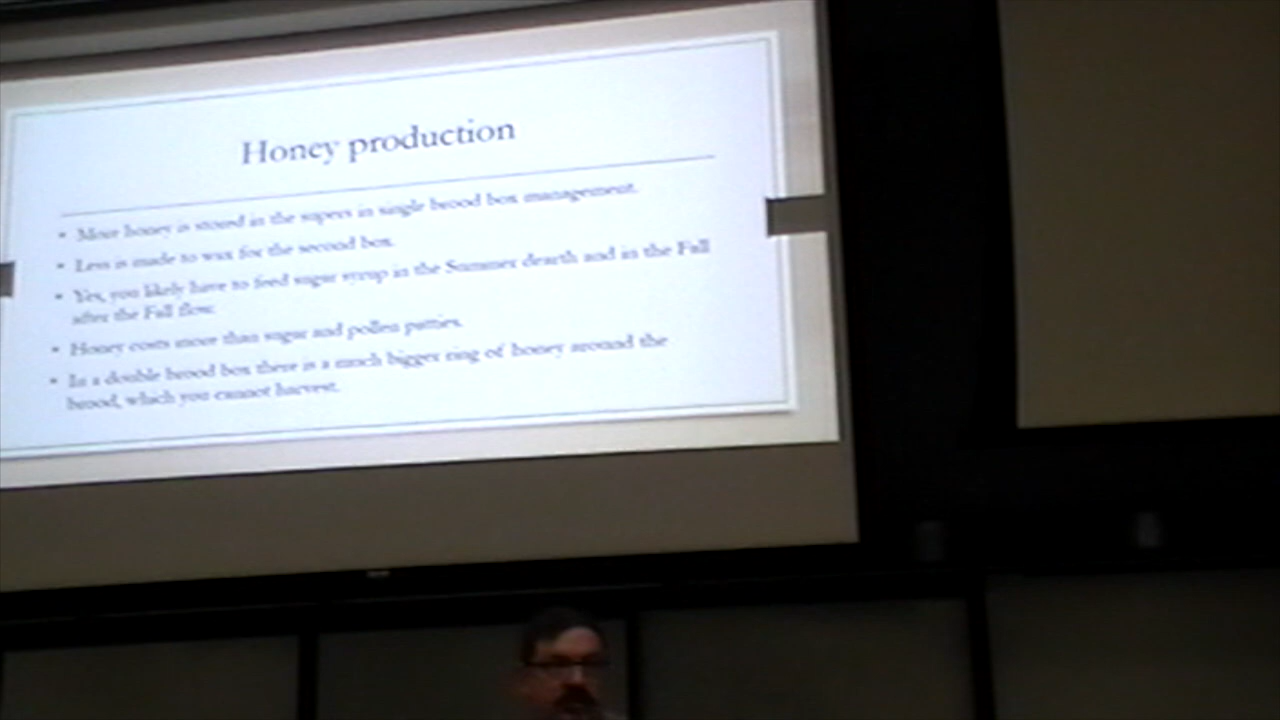 Honey production
• More honey is stored in the supers in single brood box management.
• Less is made to wax for the second box.
• Yes, you likely have to feed sugar syrup in the Summer dearth and in the Fall
after the Fall flow.
• Honey costs more than sugar and pollen patties.
• In a double brood box there is a much bigger ring of honey around the
brood, which you cannot harvest.